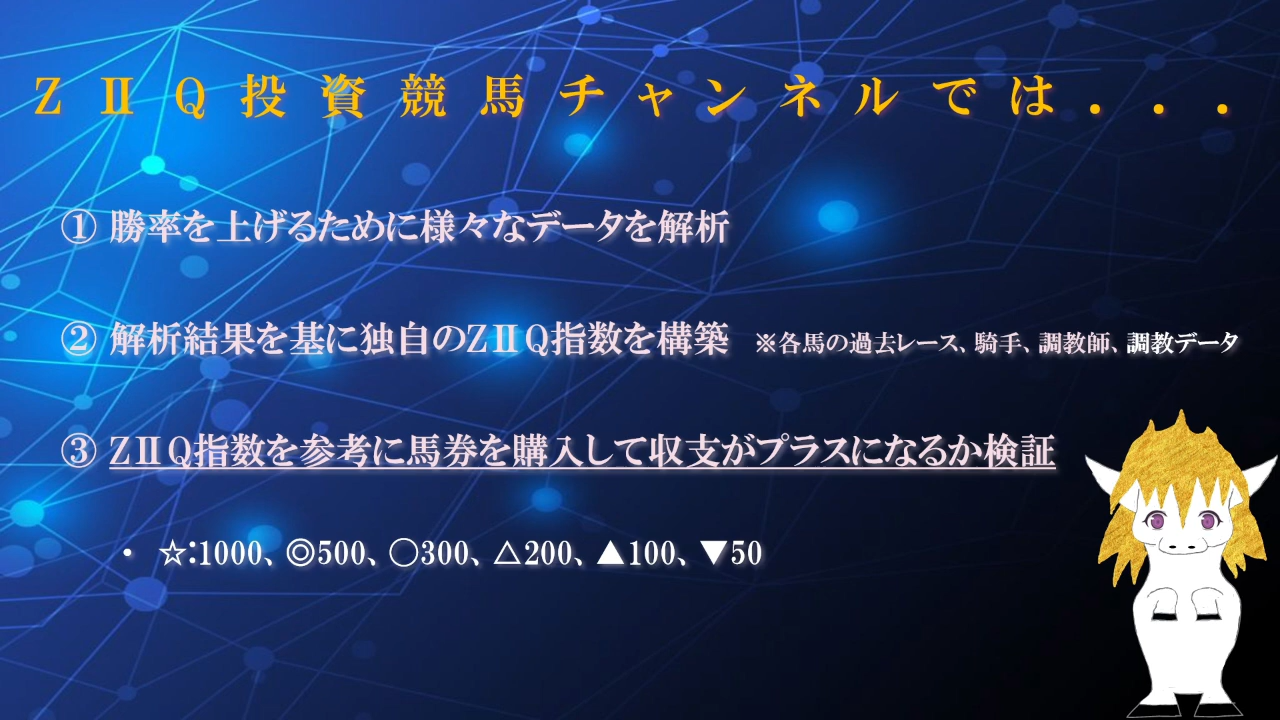 ZⅡQ投資競馬チャンネルでは．．．
① 勝率を上げるために様々なデータを解析
② 解析結果を基に独自のZⅡQ指数を構築 ※各馬の過去レース、騎手、調教師、調教データ
③ ZⅡQ指数を参考に馬券を購入して収支がプラスになるか検証
・ ☆:1000、◎500、○300、△200、▲100、▼50